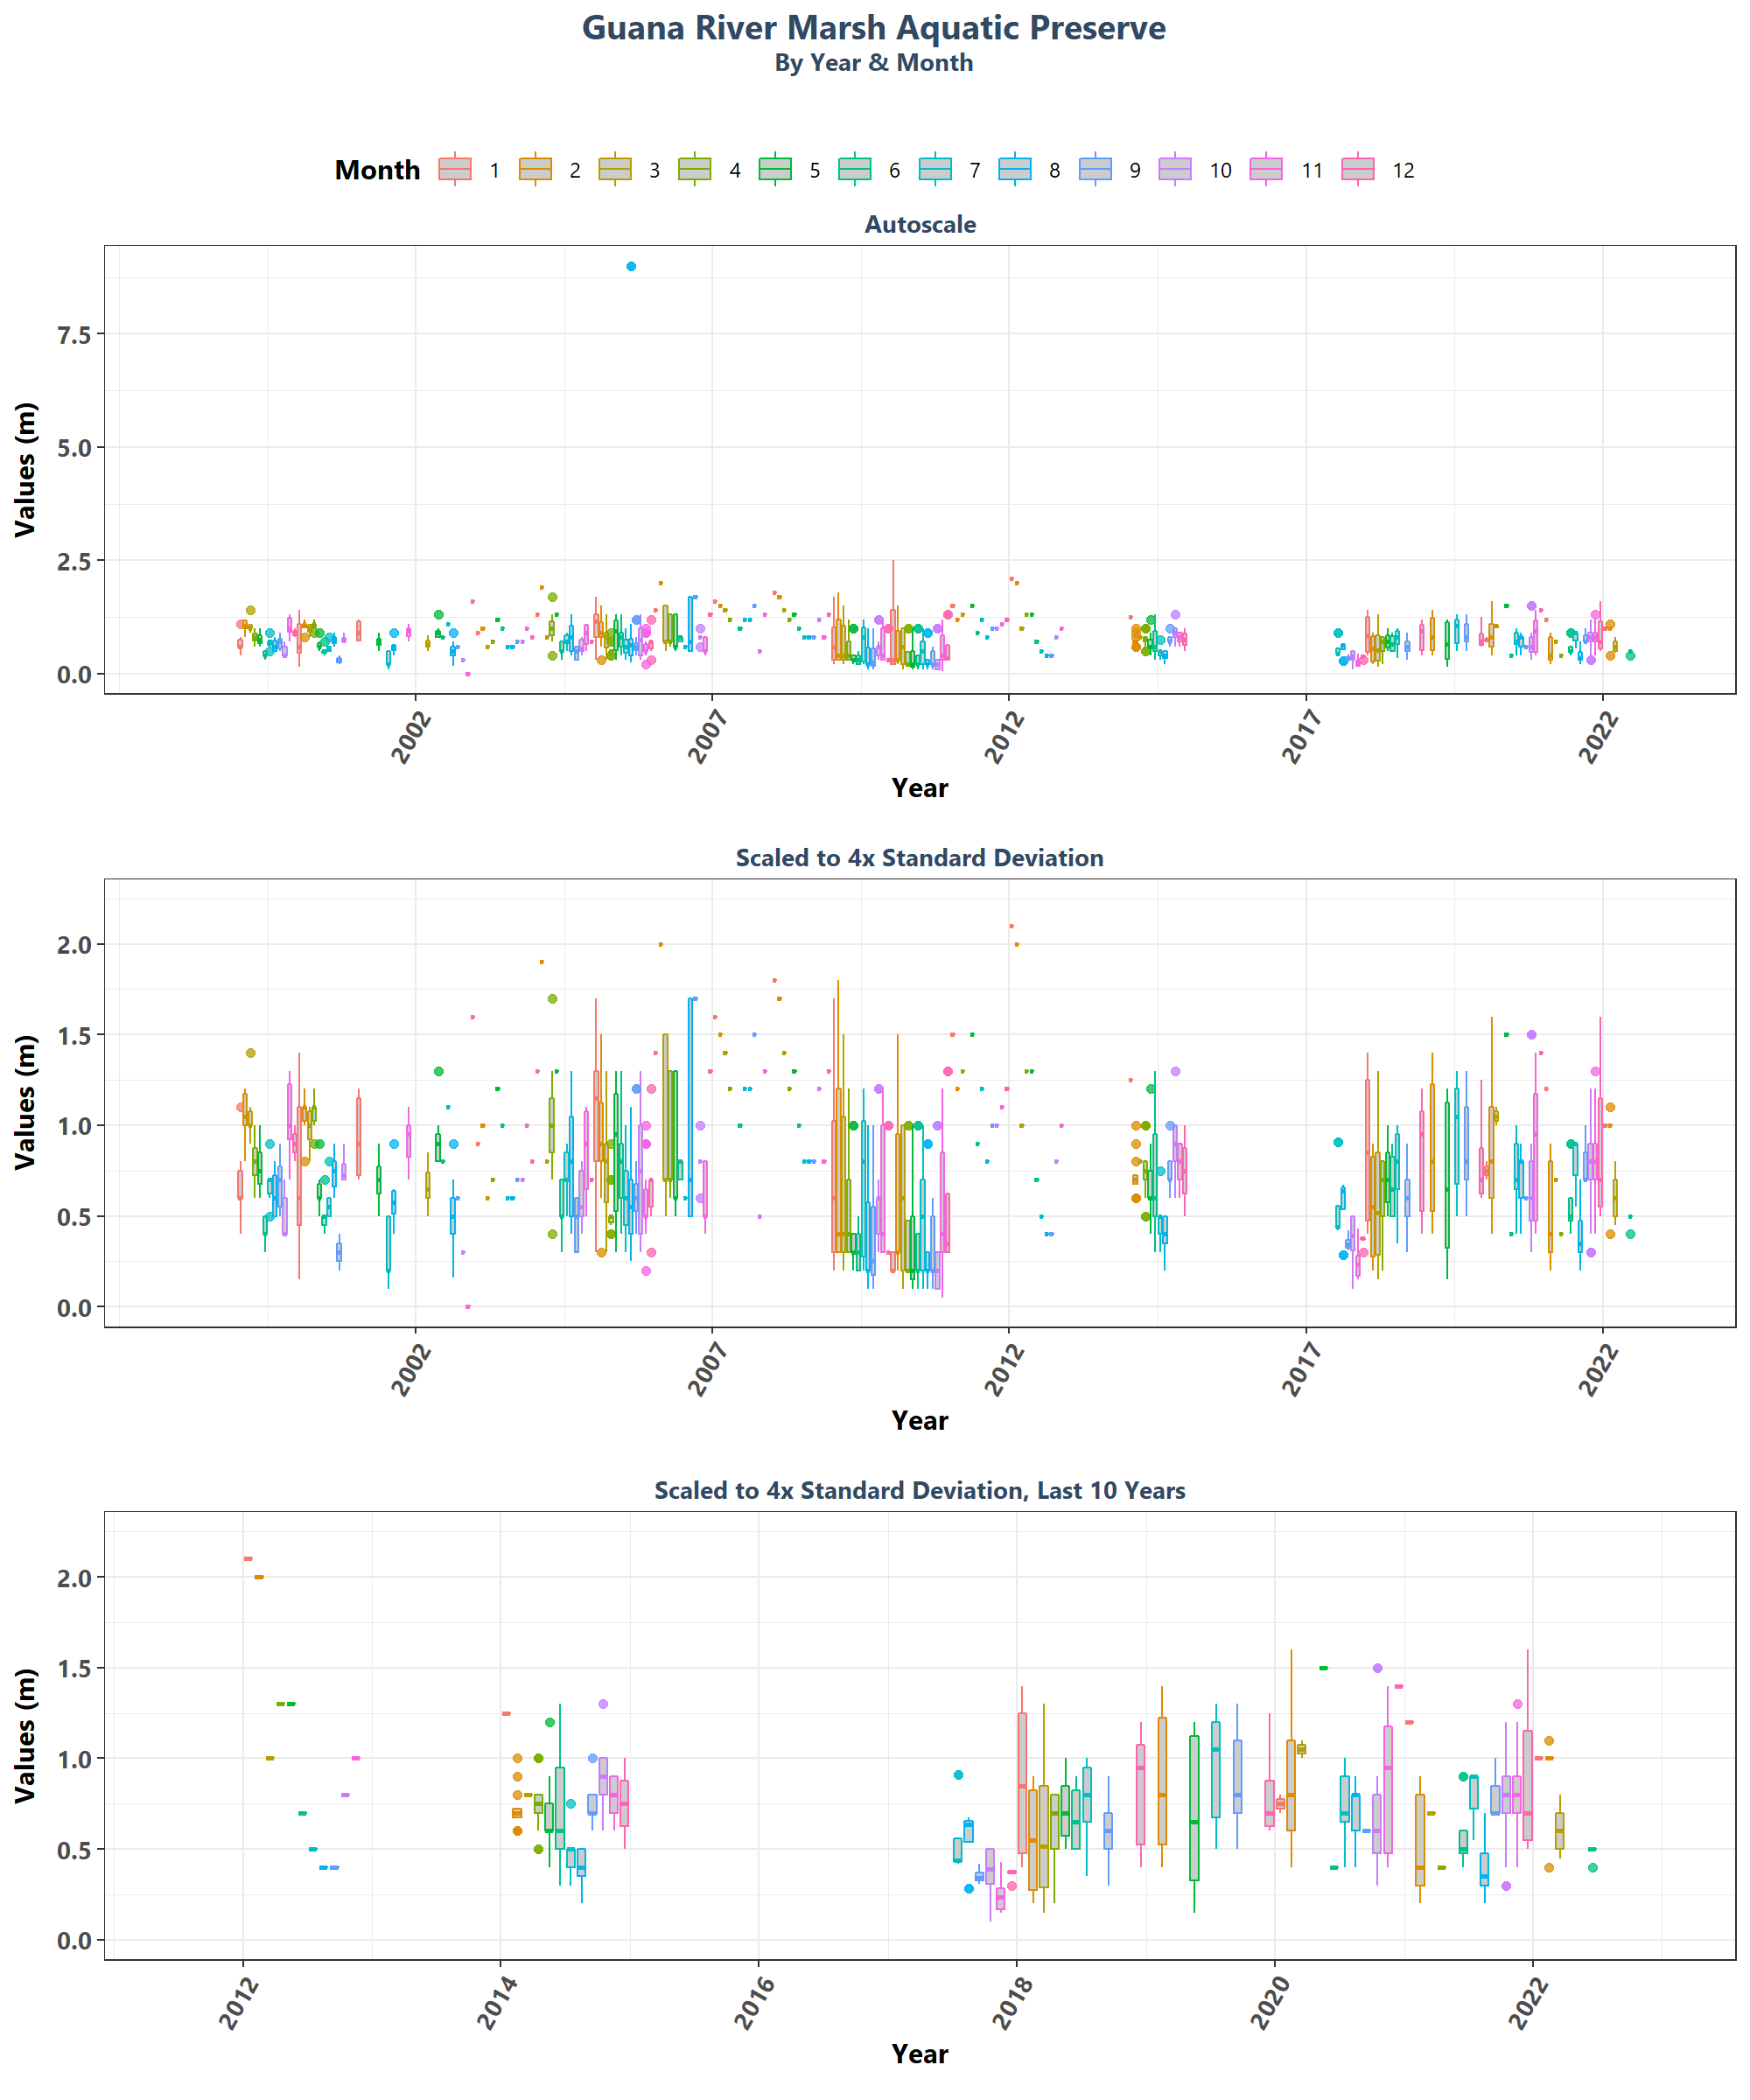 Guana River Marsh Aquatic Preserve
By Year & Month
Month 1 2 3 4 5 6 7 8 9 10 11 12
Autoscale
Values (m)
7.5
5.0
2.5
0.0
2002 2007 2012 2017 2022
Year
Scaled to 4x Standard Deviation
Values (m)
2.0
1.5
1.0
0.5
0.0
2002 2007 2012 2017 2022
Year
Scaled to 4x Standard Deviation, Last 10 Years
Values (m)
2.0
1.5
1.0
0.5
0.0
2012 2014 2016 2018 2020 2022
Year